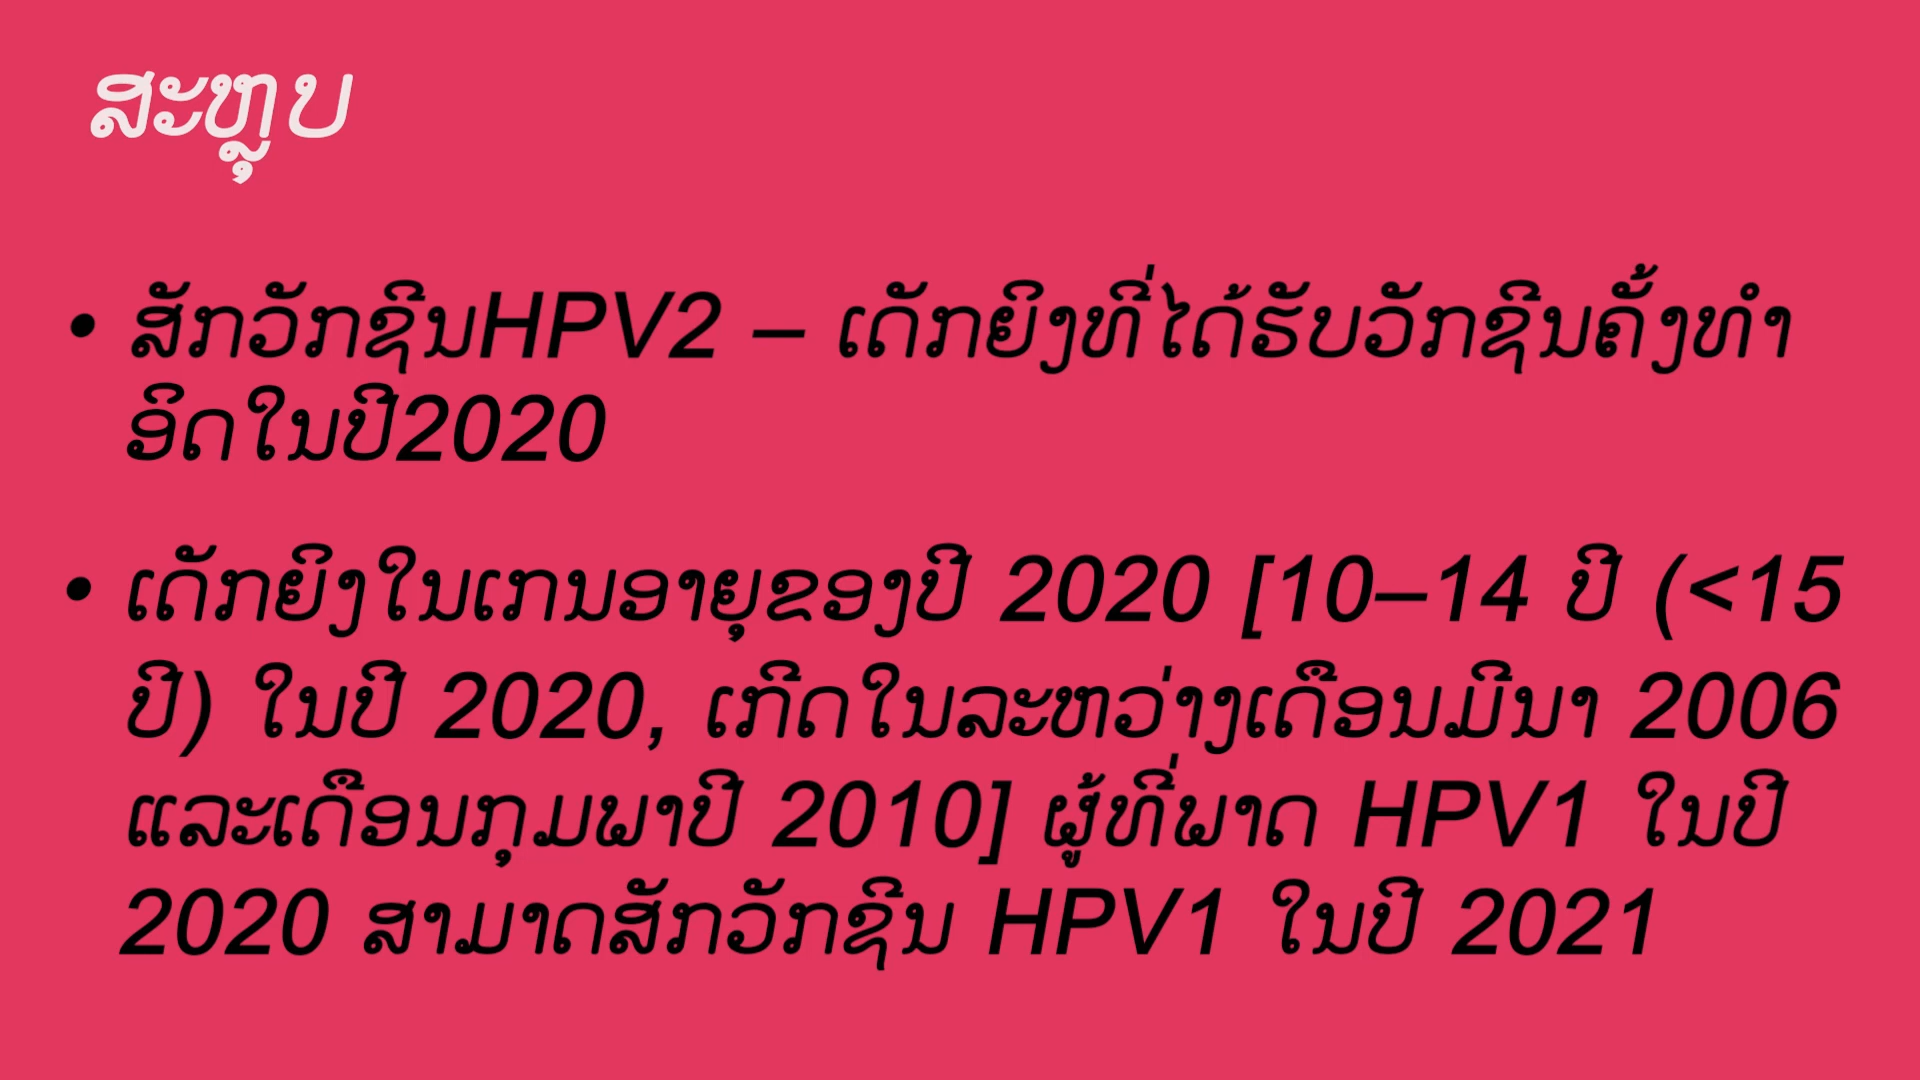 ສະຫຼຸບ
• ສັກວັກຊີນHPV2 – ເດັກຍິງທີ່ໄດ້ຮັບວັກຊີນຄັ້ງທຳ
ອິດໃນປີ2020
• ເດັກຍິງໃນເກນອາຍຸຂອງປີ 2020 [10–14 ປີ (<15
ປີ) ໃນປີ 2020, ເກີດໃນລະຫວ່າງເດືອນມີນາ 2006
ແລະເດືອນກຸມພາປີ 2010] ຜູ້ທີ່ພາດ HPV1 ໃນປີ
2020 ສາມາດສັກວັກຊີນ HPV1 ໃນປີ 2021